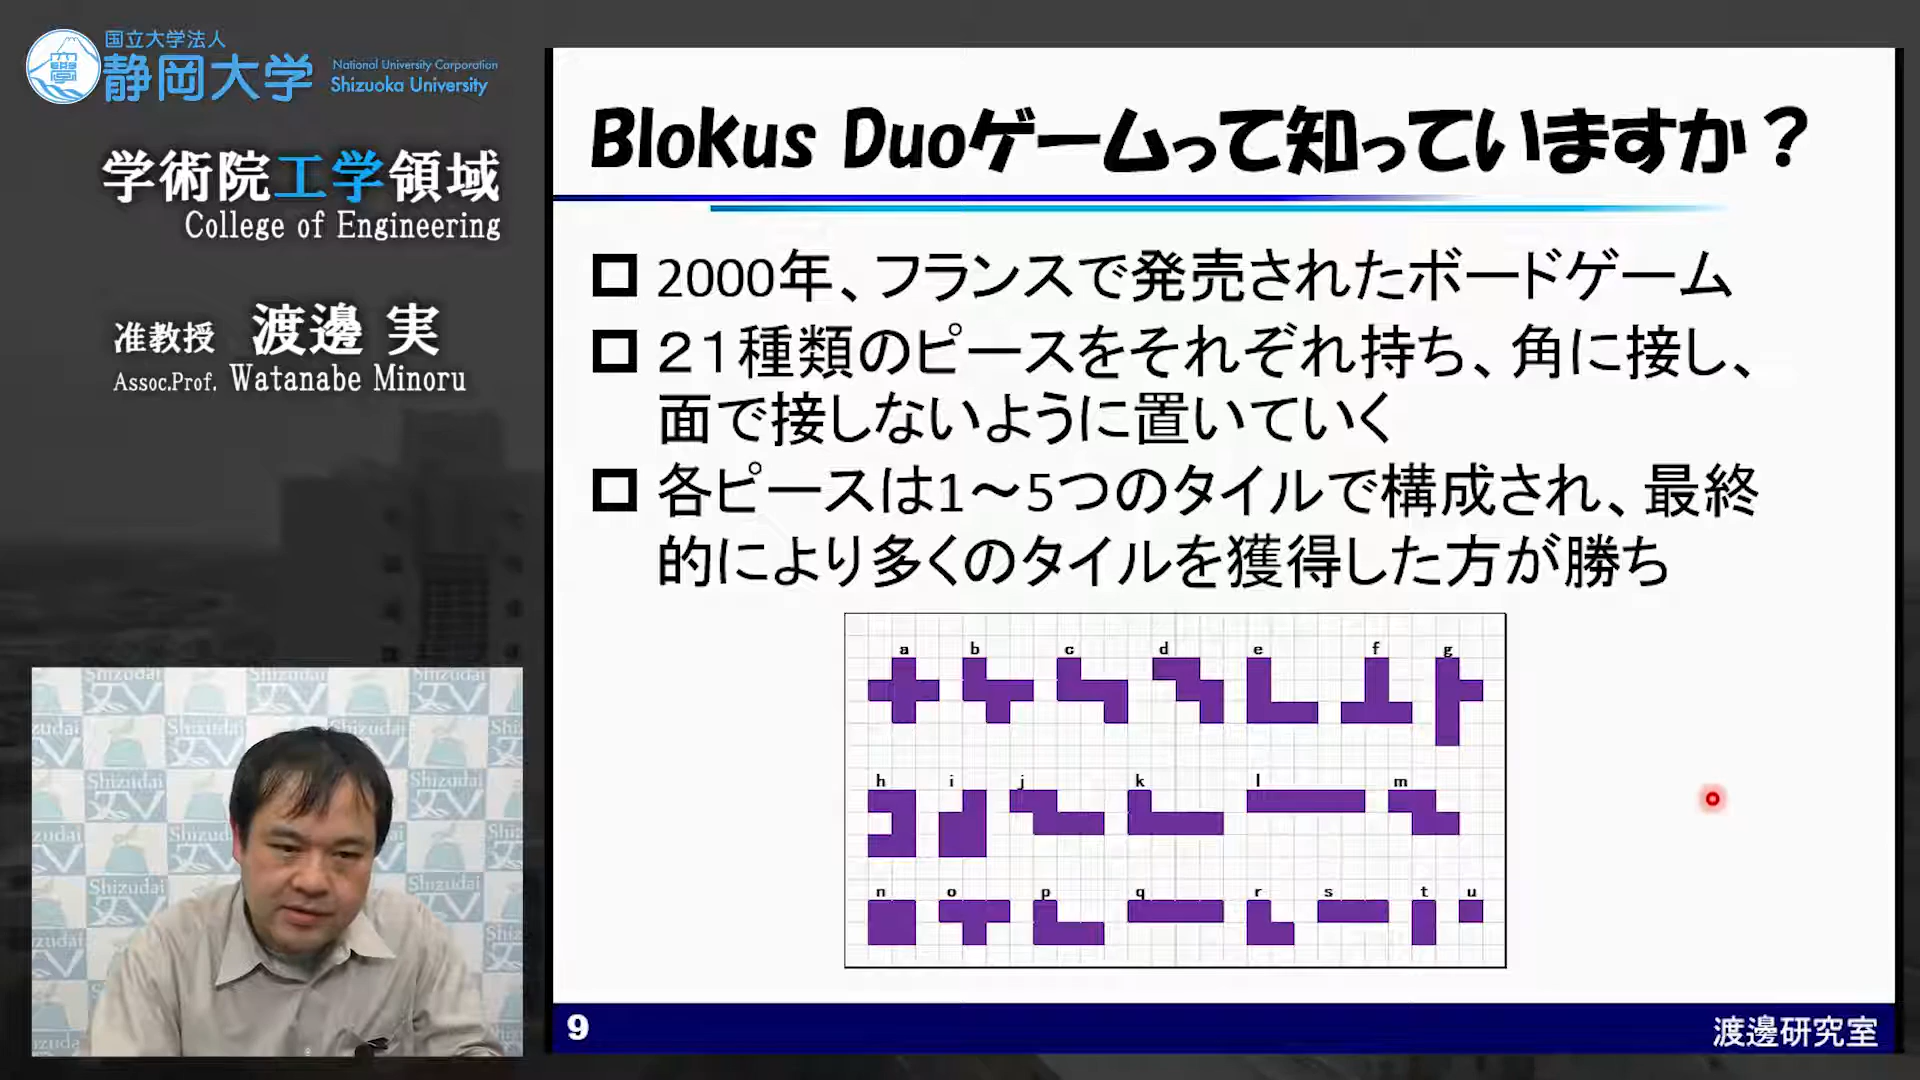 国立大学法人
静岡大学
National University Corporation
Shizuoka University
学術院工学領域
College of Engineering
准教授 渡邊 実
Assoc.Prof. Watanabe Minoru
Blokus Duoゲームって知っていますか？
2000年、フランスで発売されたボードゲーム
２１種類のピースをそれぞれ持ち、角に接し、
面で接しないように置いていく
各ピースは1～5つのタイルで構成され、最終
的により多くのタイルを獲得した方が勝ち
a b c d e f g
h i j k l m
n o p q r s t u
Shizudai
TV
9
渡邊研究室